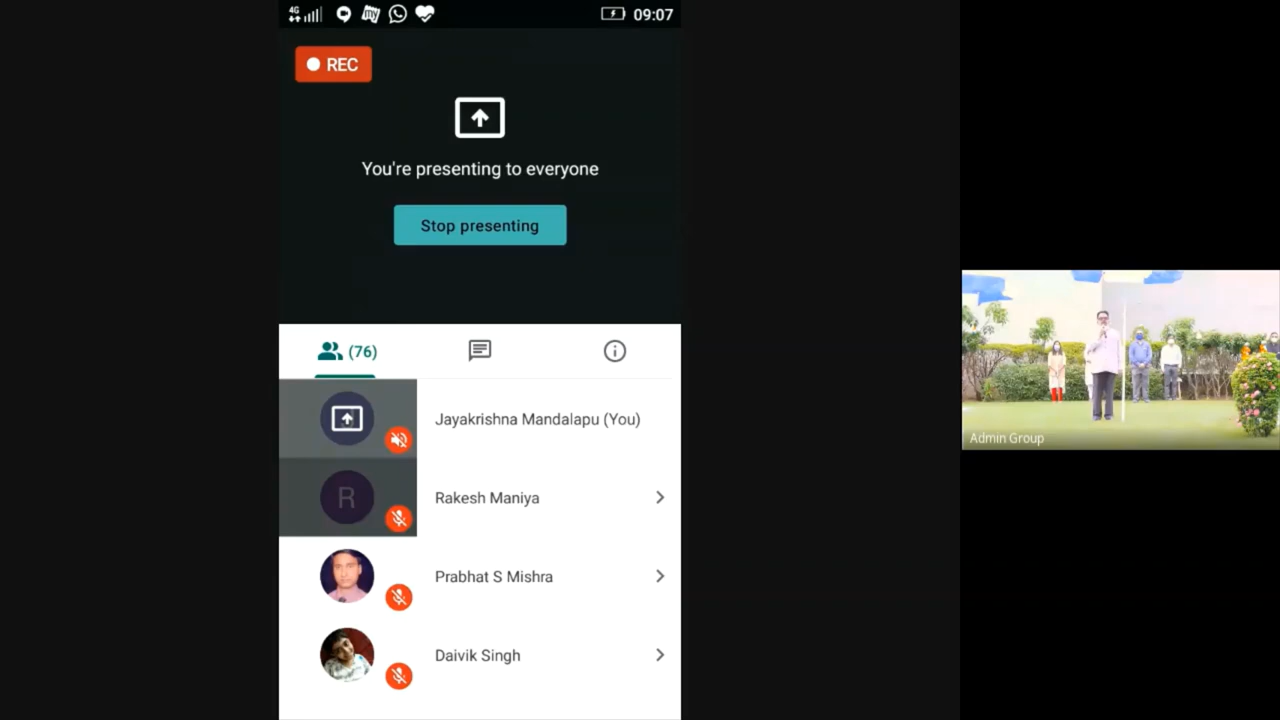 4G
my
09:07
REC
You're presenting to everyone
Stop presenting
(76)
Jayakrishna Mandalapu (You)
R
Rakesh Maniya
Prabhat S Mishra
Daivik Singh
Admin Group